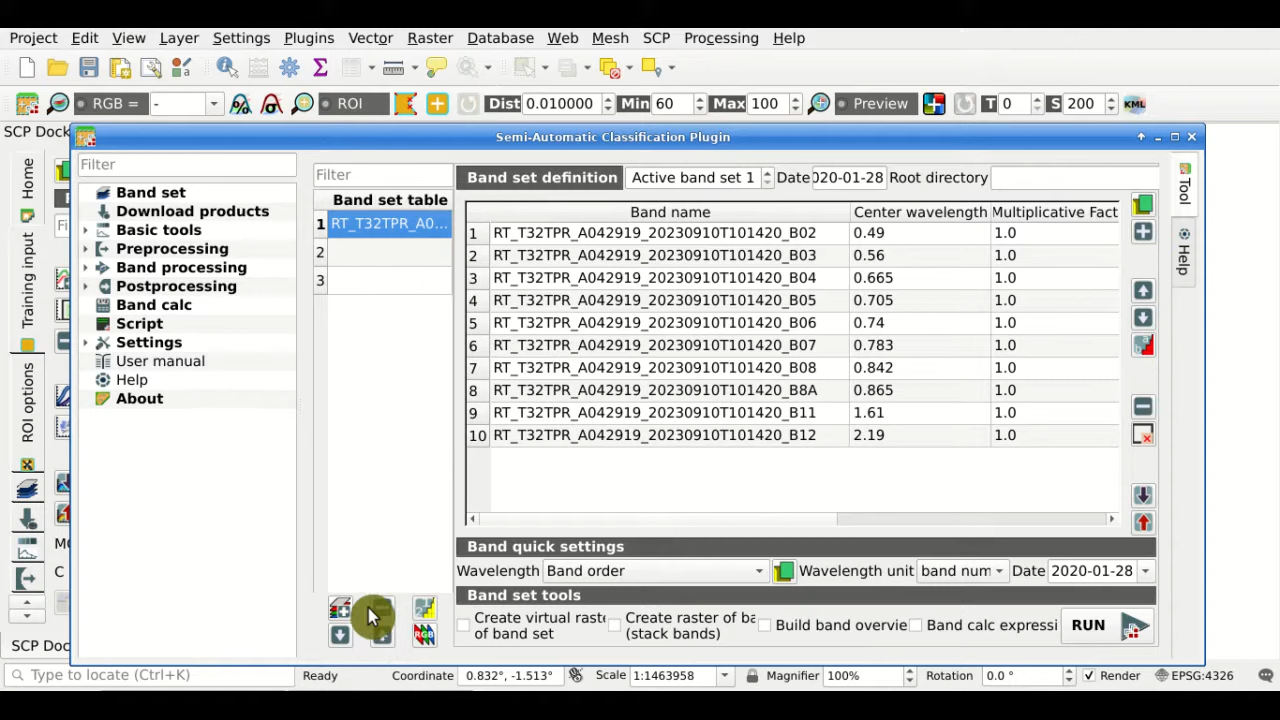 Project Edit View Layer Settings Plugins Vector Raster Database Web Mesh SCP Processing Help
RGB = - ROI Dist 0.010000 Min 60 Max 100 Preview T 0 S 200 KML
SCP Dock
Semi-Automatic Classification Plugin
Home
Training input
ROI options
SCP Doc
Filter
Band set
Download products
Basic tools
Preprocessing
Band processing
Postprocessing
Band calc
Script
Settings
User manual
Help
About
Filter
Band set table
1 RT_T32TPR_A0...
2
3
Band set definition Active band set 1 Date 020-01-28 Root directory
Band name Center wavelength Multiplicative Fact
1 RT_T32TPR_A042919_20230910T101420_B02 0.49 1.0
2 RT_T32TPR_A042919_20230910T101420_B03 0.56 1.0
3 RT_T32TPR_A042919_20230910T101420_B04 0.665 1.0
4 RT_T32TPR_A042919_20230910T101420_B05 0.705 1.0
5 RT_T32TPR_A042919_20230910T101420_B06 0.74 1.0
6 RT_T32TPR_A042919_20230910T101420_B07 0.783 1.0
7 RT_T32TPR_A042919_20230910T101420_B08 0.842 1.0
8 RT_T32TPR_A042919_20230910T101420_B8A 0.865 1.0
9 RT_T32TPR_A042919_20230910T101420_B11 1.61 1.0
10 RT_T32TPR_A042919_20230910T101420_B12 2.19 1.0
Band quick settings
Wavelength Band order Wavelength unit band num Date 2020-01-28
Band set tools
Create virtual raste
of band set
Create raster of ba
(stack bands)
Build band overvie
Band calc expressi
RUN
RGB
Tool
Help
Type to locate (Ctrl+K) Ready Coordinate 0.832°, -1.513° Scale 1:1463958 Magnifier 100% Rotation 0.0 ° Render EPSG:4326